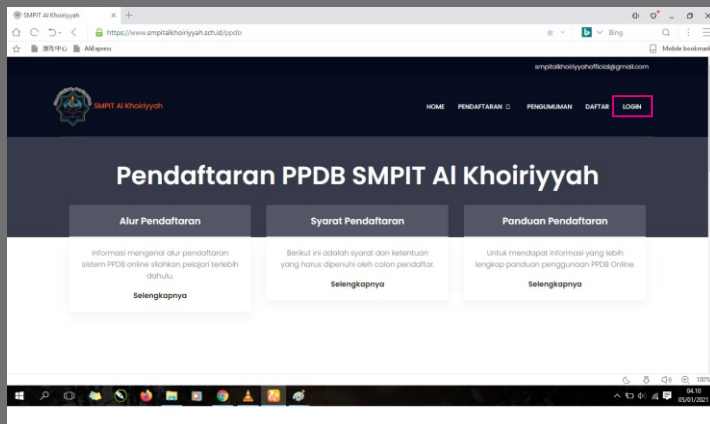 SMPIT Al Khoiriyyah
https://www.smpitalkhoiriyyah.sch.id/ppdb
Bing
AliExpress
Mobile bookmark
smpitalkhoiriyyahofficial@gmail.com
SMPIT Al Khoiriyyah
HOME PENDAFTARAN PENGUMUMAN DAFTAR LOGIN
Pendaftaran PPDB SMPIT Al Khoiriyyah
Alur Pendaftaran
Informasi mengenai alur pendaftaran
sistem PPDB online silahkan pelajari terlebih
dahulu.
Selengkapnya
Syarat Pendaftaran
Berikut ini adalah syarat dan ketentuan
yang harus dipenuhi oleh calon pendaftar.
Selengkapnya
Panduan Pendaftaran
Untuk mendapat informasi yang lebih
lengkap panduan penggunaan PPDB Online.
Selengkapnya
100%
04.10
05/01/2021